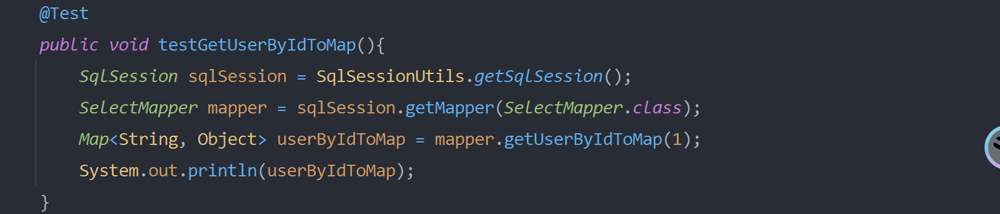 @Test
public void testGetUserByIdToMap(){
SqlSession sqlSession = SqlSessionUtils.getSqlSession();
SelectMapper mapper = sqlSession.getMapper(SelectMapper.class);
Map<String, Object> userByIdToMap = mapper.getUserByIdToMap(1);
System.out.println(userByIdToMap);
}